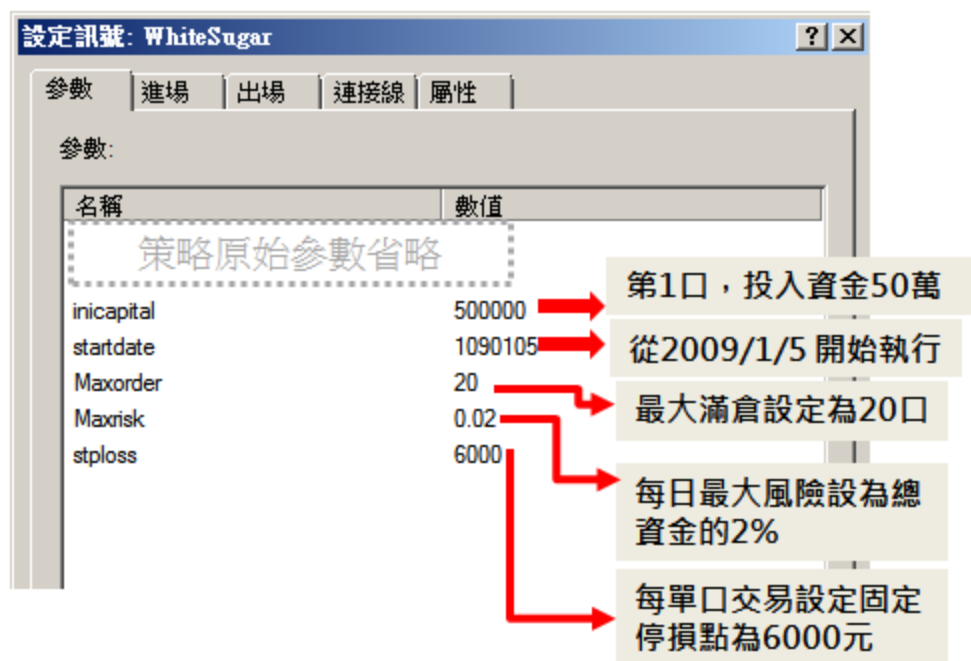 設定訊號: WhiteSugar
參數 進場 出場 連接線 屬性
參數:
名稱 數值
策略原始參數省略
inicapital 500000
第1口，投入資金50萬
startdate 1090105
從2009/1/5 開始執行
Maxorder 20
最大滿倉設定為20口
Maxrisk 0.02
每日最大風險設為總
資金的2%
stploss 6000
每單口交易設定固定
停損點為6000元